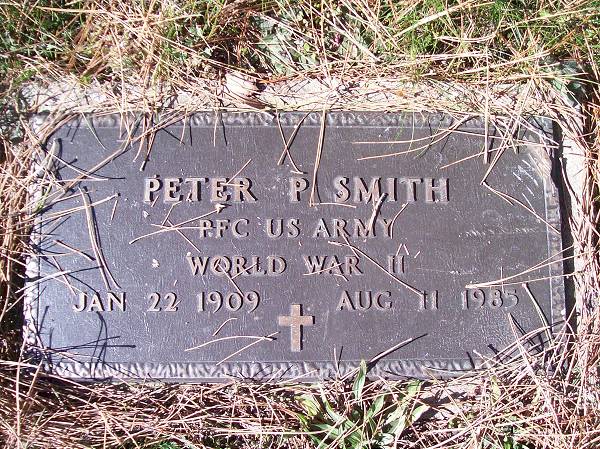 PETER P SMITH
PFC US ARMY
WORLD WAR II
JAN 22 1909 AUG 11 1985